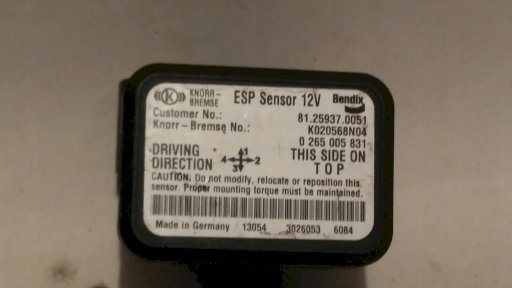 KNORR-BREMSE ESP Sensor 12V Bendix
Customer No.: 81.25937.0051
Knorr-Bremse No.: K020568N04
0 265 005 831
DRIVING DIRECTION 1 2 3 4 THIS SIDE ON TOP
CAUTION: Do not modify, relocate or reposition this
sensor. Proper mounting torque must be maintained.
Made in Germany 13054 3026053 6084